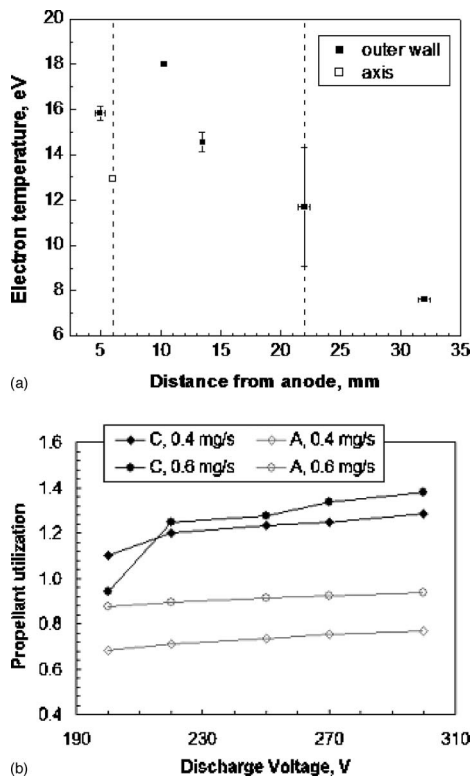 20
18
16
14
12
10
8
6
Electron temperature, eV
outer wall
axis
5 10 15 20 25 30 35
Distance from anode, mm
(a)
C, 0.4 mg/s A, 0.4 mg/s
C, 0.6 mg/s A, 0.6 mg/s
1.6
1.4
1.2
1.0
0.8
0.6
0.4
Propellant utilization
190 230 270 310
Discharge Voltage, V
(b)